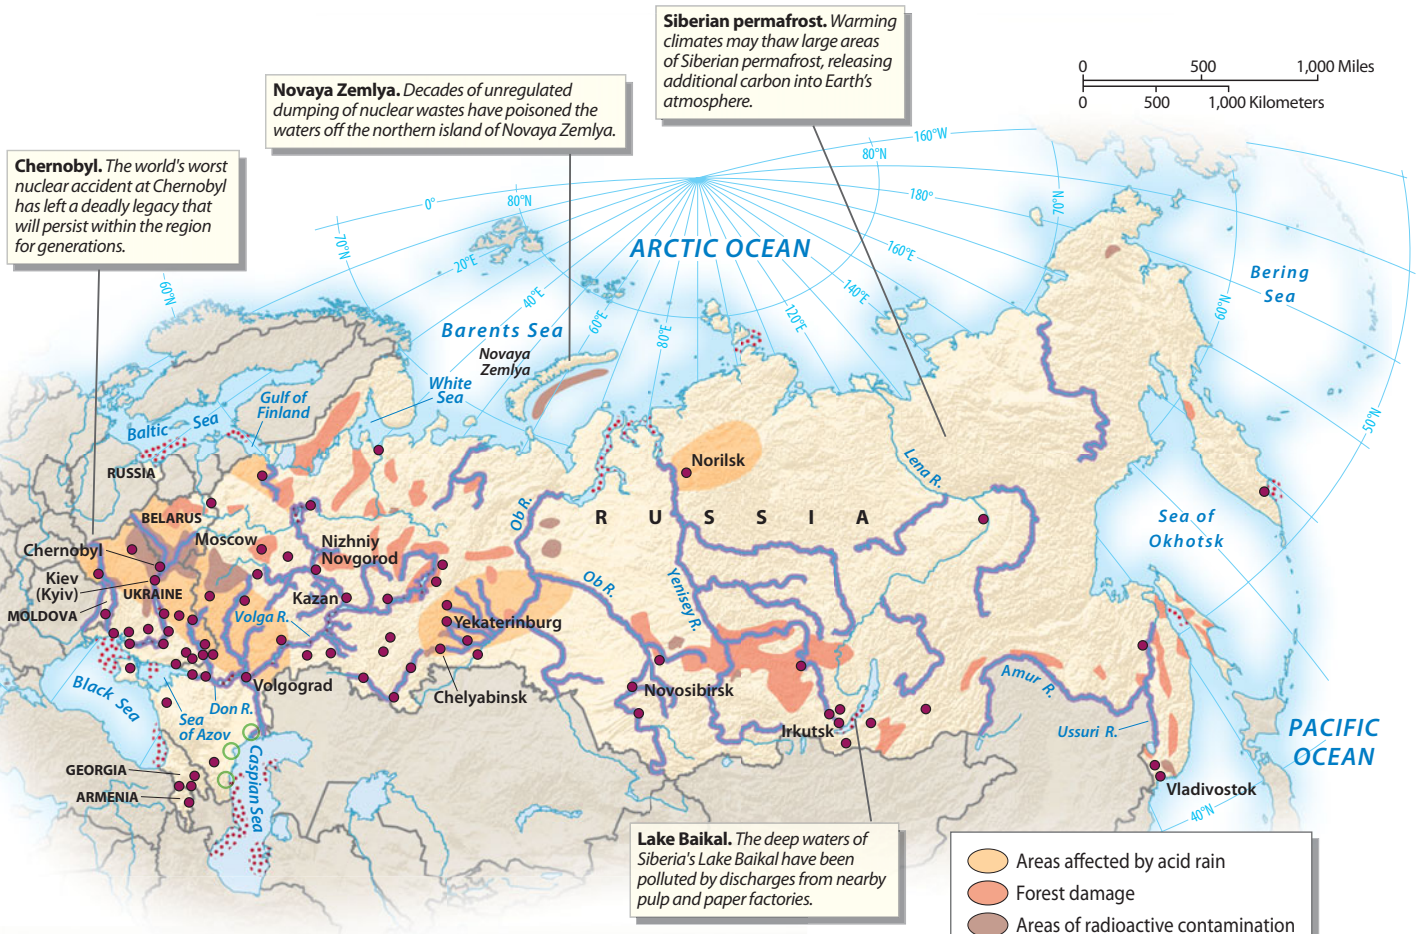 Siberian permafrost. Warming
climates may thaw large areas
of Siberian permafrost, releasing
additional carbon into Earth's
atmosphere.
0 500 1,000 Miles
0 500 1,000 Kilometers
Novaya Zemlya. Decades of unregulated
dumping of nuclear wastes have poisoned the
waters off the northern island of Novaya Zemlya.
Chernobyl. The world's worst
nuclear accident at Chernobyl
has left a deadly legacy that
will persist within the region
for generations.
160°W
80°N
180°
70°N
0°
80°N
70°N
20°E
60°N
40°E
60°E
80°E
120°E
140°E
160°E
60°N
50°N
40°N
ARCTIC OCEAN
Bering
Sea
Barents Sea
Novaya
Zemlya
White
Sea
Gulf of
Finland
Baltic Sea
RUSSIA
BELARUS
Moscow
Chernobyl
Kiev
(Kyiv)
UKRAINE
MOLDOVA
Nizhniy
Novgorod
Kazan
Volga R.
Ob R.
Norilsk
Lena R.
RUSSIA
Sea of
Okhotsk
Ob R.
Yenisey R.
Yekaterinburg
Chelyabinsk
Volgograd
Don R.
Black Sea
Sea
of Azov
Novosibirsk
Irkutsk
Amur R.
Ussuri R.
PACIFIC
OCEAN
Vladivostok
GEORGIA
ARMENIA
Caspian Sea
Lake Baikal. The deep waters of
Siberia's Lake Baikal have been
polluted by discharges from nearby
pulp and paper factories.
Areas affected by acid rain
Forest damage
Areas of radioactive contamination